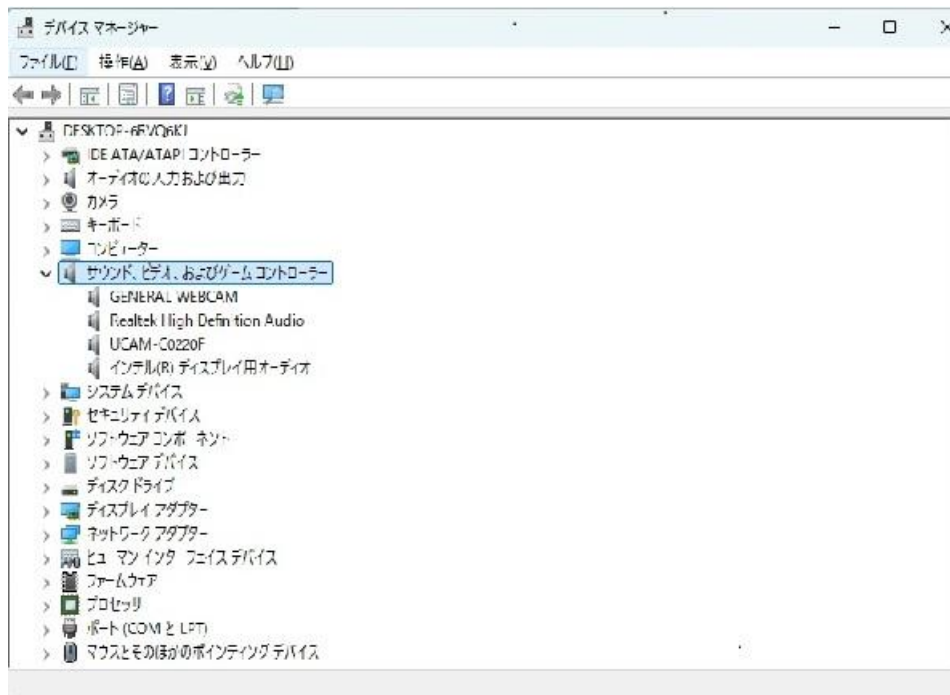 デバイス マネージャー
ファイル(F) 操作(A) 表示(V) ヘルプ(H)
IDE ATA/ATAPI コントローラー
オーディオの入力および出力
カメラ
キーボード
コンピューター
サウンド、ビデオ、およびゲーム コントローラー
GENERAL WEBCAM
Realtek High Definition Audio
UCAM-C0220F
インテル(R) ディスプレイ用オーディオ
システム デバイス
セキュリティ デバイス
ソフトウェア コンポーネント
ソフトウェア デバイス
ディスク ドライブ
ディスプレイ アダプター
ネットワーク アダプター
ヒューマン インターフェイス デバイス
ファームウェア
プロセッサ
ポート (COM と LPT)
マウスとそのほかのポインティング デバイス